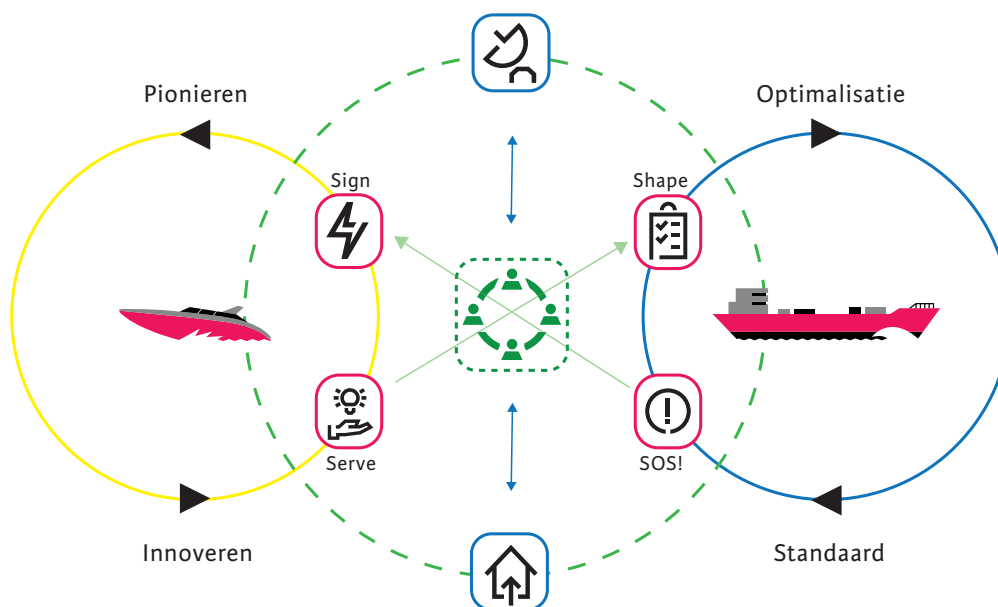 Pionieren
Optimalisatie
Sign
Shape
Serve
SOS!
Innoveren
Standaard